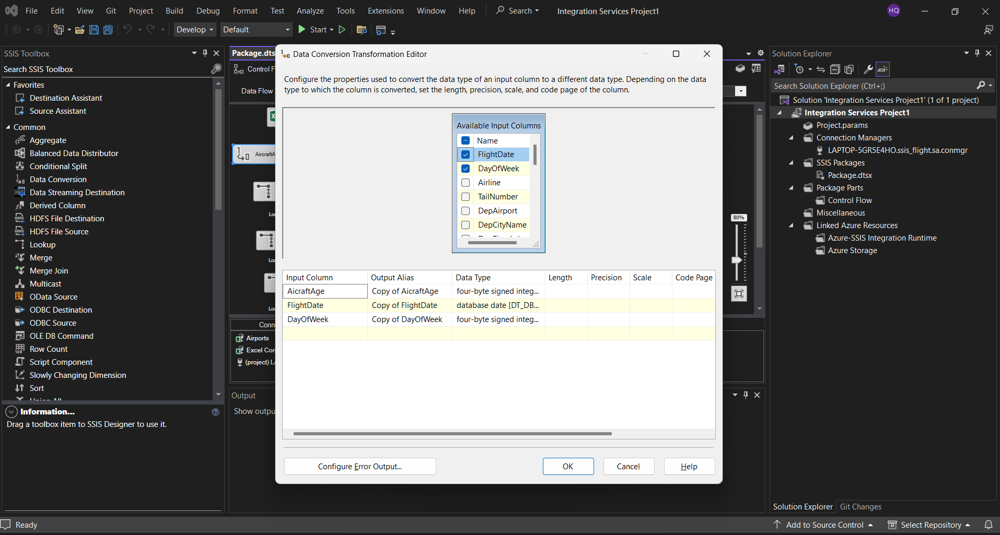 File Edit View Git Project Build Debug Format Test Analyze Tools Extensions Window Help Search Integration Services Project1 HQ
Develop Default Start
SSIS Toolbox
Search SSIS Toolbox
Favorites
Destination Assistant
Source Assistant
Common
Aggregate
Balanced Data Distributor
Conditional Split
Data Conversion
Data Streaming Destination
Derived Column
HDFS File Destination
HDFS File Source
Lookup
Merge
Merge Join
Multicast
OData Source
ODBC Destination
ODBC Source
OLE DB Command
Row Count
Script Component
Slowly Changing Dimension
Sort
Union All
Information...
Drag a toolbox item to SSIS Designer to use it.
Package.dts
Control F
Data Flow
AircraftA
Loo
Loo
Loo
Conne
Airports
Excel Con
(project) LA
80%
Output
Show outpu
Data Conversion Transformation Editor
Configure the properties used to convert the data type of an input column to a different data type. Depending on the data
type to which the column is converted, set the length, precision, scale, and code page of the column.
Available Input Columns
Name
FlightDate
DayOfWeek
Airline
TailNumber
DepAirport
DepCityName
Input Column Output Alias Data Type Length Precision Scale Code Page
AicraftAge Copy of AicraftAge four-byte signed integ...
FlightDate Copy of FlightDate database date [DT_DB...
DayOfWeek Copy of DayOfWeek four-byte signed integ...
Configure Error Output... OK Cancel Help
Solution Explorer
Search Solution Explorer (Ctrl+;)
Solution 'Integration Services Project1' (1 of 1 project)
Integration Services Project1
Project.params
Connection Managers
LAPTOP-5GR5E4HO.ssis_flight.sa.conmgr
SSIS Packages
Package.dtsx
Package Parts
Control Flow
Miscellaneous
Linked Azure Resources
Azure-SSIS Integration Runtime
Azure Storage
Solution Explorer Git Changes
Ready Add to Source Control Select Repository